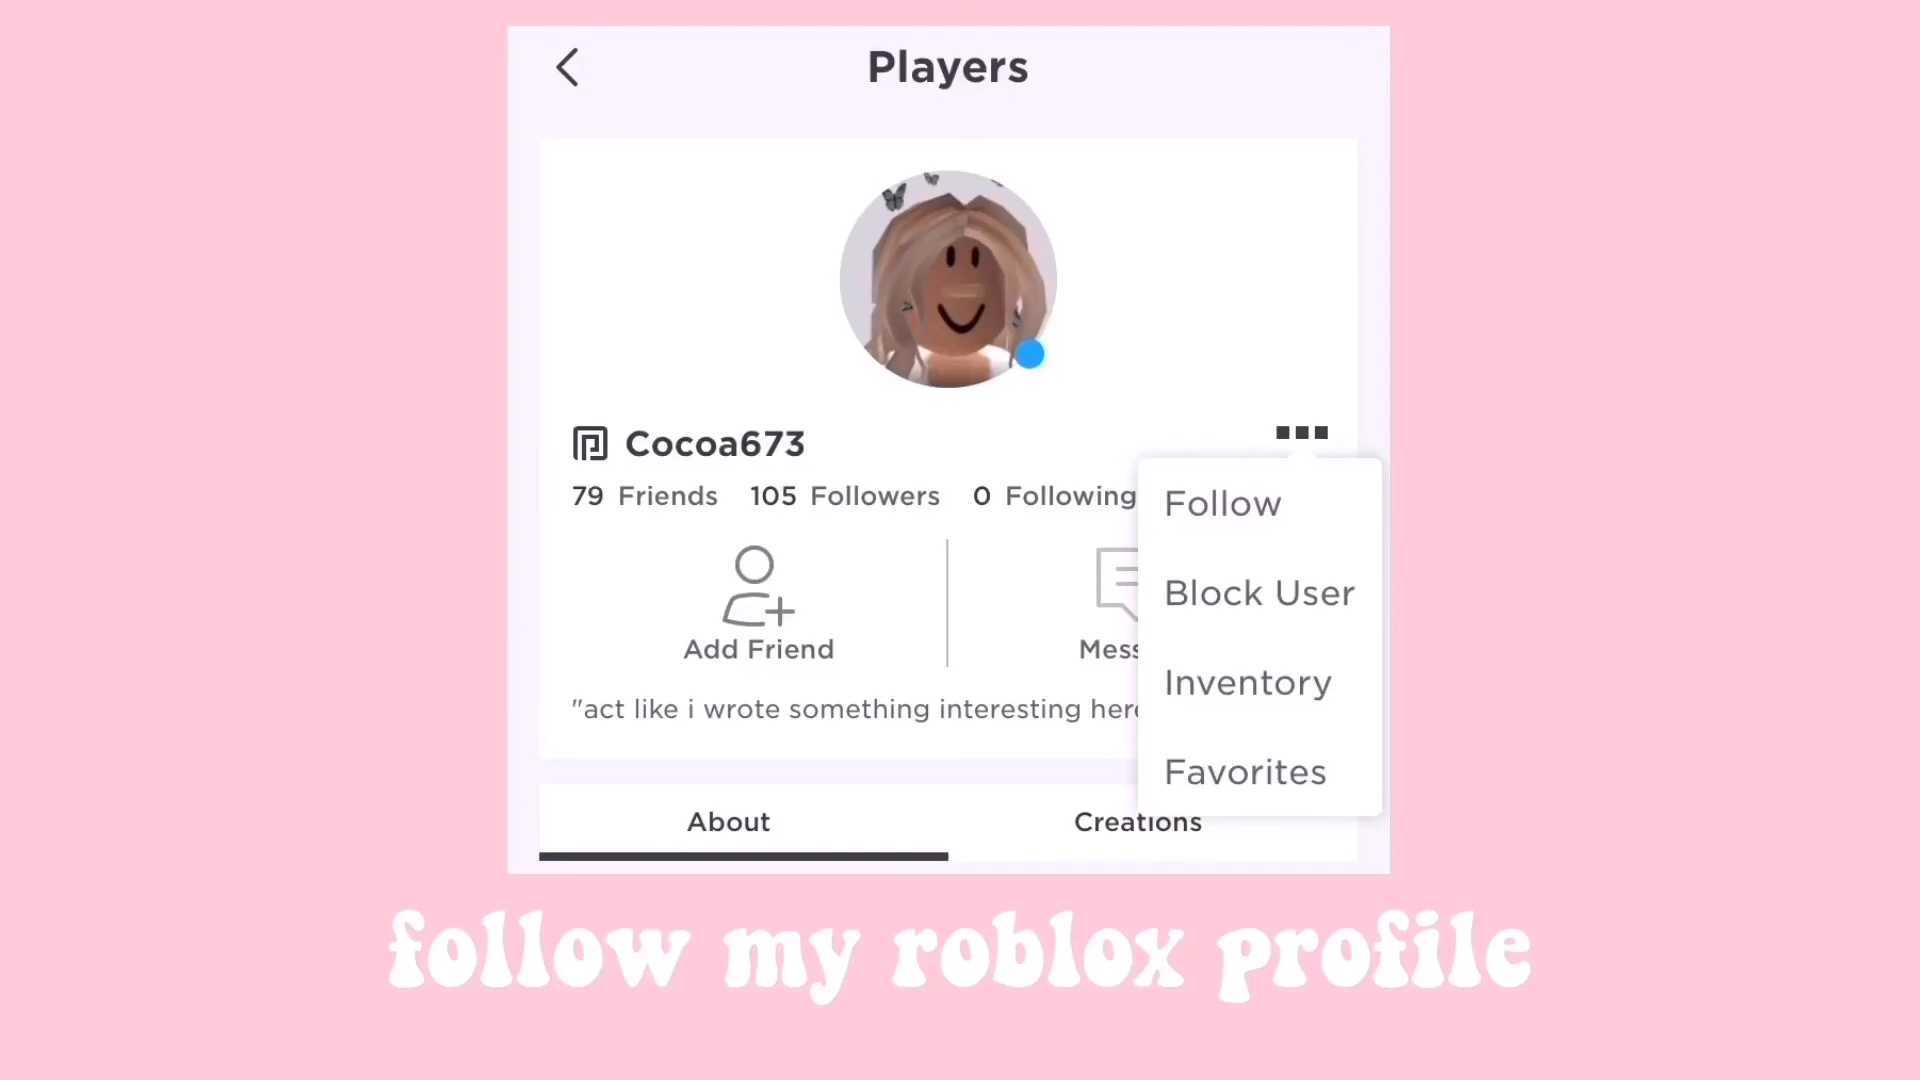 Players
Cocoa673
79 Friends 105 Followers 0 Following
Follow
Block User
Inventory
Favorites
Add Friend
"act like i wrote something interesting here
About
Creations
follow my roblox profile